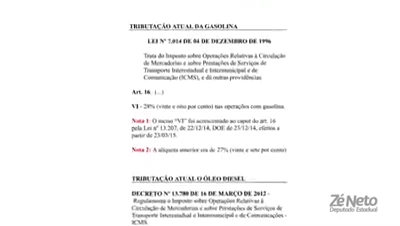 TRIBUTAÇÃO ATUAL DA GASOLINA
LEI Nº 7.014 DE 04 DE DEZEMBRO DE 1996
Trata do Imposto sobre Operações Relativas à Circulação
de Mercadorias e sobre Prestações de Serviços de
Transporte Interestadual e Intermunicipal e de
Comunicação (ICMS), e dá outras providências
Art. 16 (...)
VI - 28% (vinte e oito por cento) nas operações com gasolina.
Nota 1: O inciso "VI" foi acrescentado ao caput do art. 16
pela Lei nº 13.207, de 22/12/14, DOE de 23/12/14, efeitos a
partir de 23/03/15.
Nota 2: A alíquota anterior era de 27% (vinte e sete por cento)
TRIBUTAÇÃO ATUAL O ÓLEO DIESEL
DECRETO Nº 13.780 DE 16 DE MARÇO DE 2012 -
Regulamenta o Imposto sobre Operações Relativas à
Circulação de Mercadorias e sobre Prestações de Serviços de
Transporte Interestadual e Intermunicipal e de Comunicações -
ICMS.
Zé Neto
Deputado Estadual